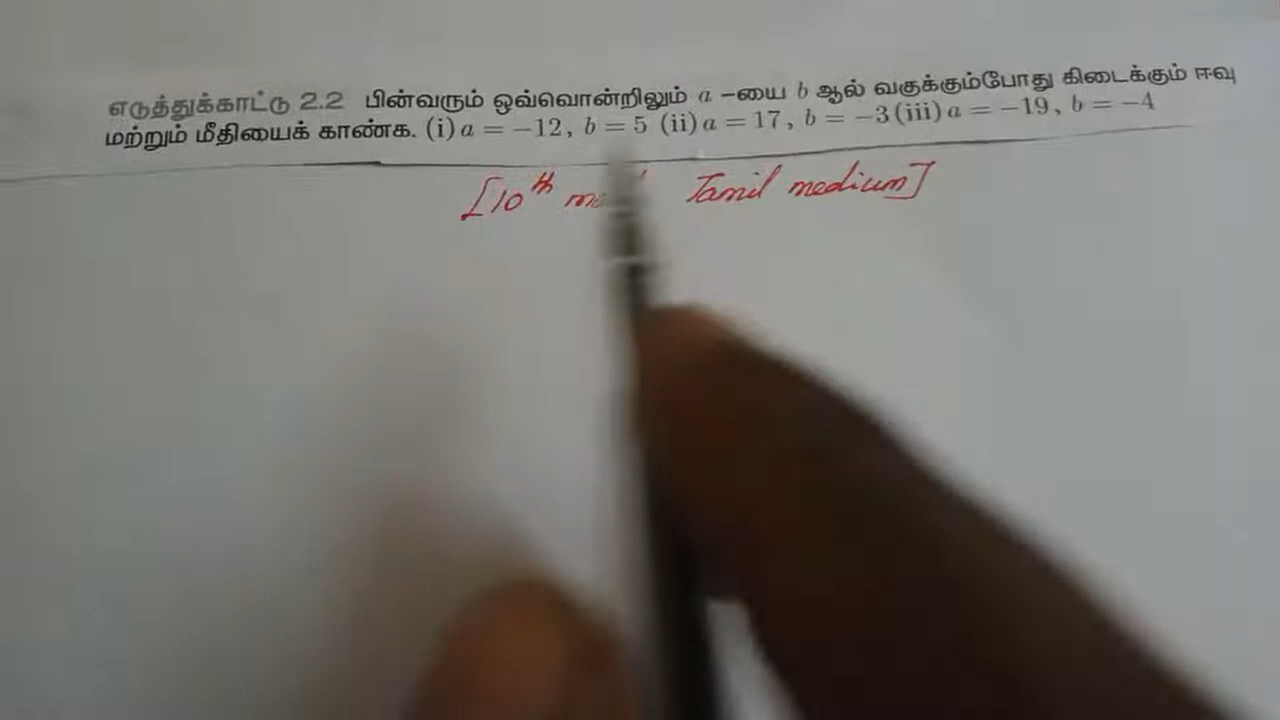 எடுத்துக்காட்டு 2.2 பின்வரும் ஒவ்வொன்றிலும் a -யை b ஆல் வகுக்கும்போது கிடைக்கும் ஈவு
மற்றும் மீதியைக் காண்க. (i) a = −12, b = 5 (ii) a = 17, b = −3 (iii) a = −19, b = −4
[10th Tamil medium]